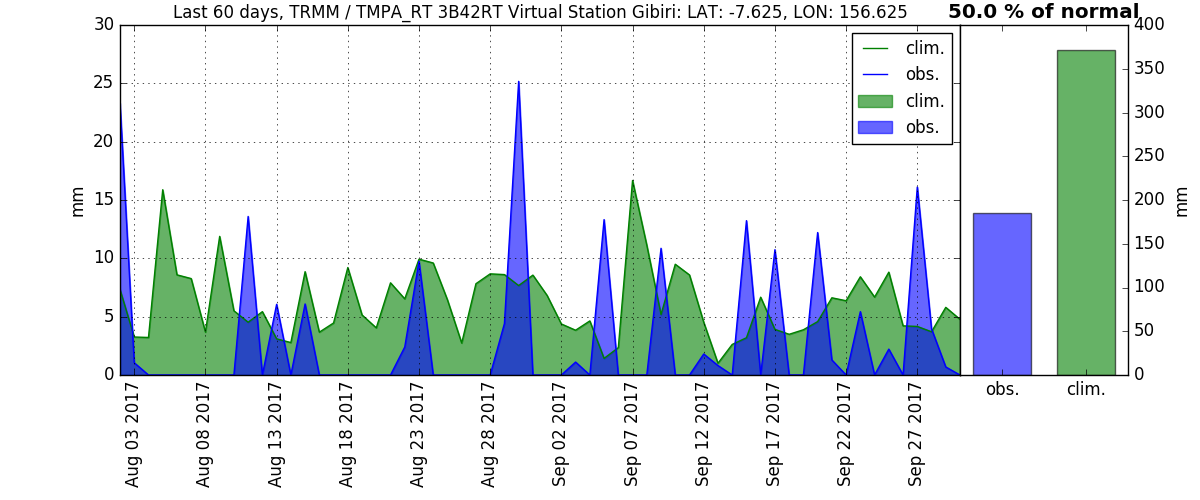 Last 60 days, TRMM / TMPA_RT 3B42RT Virtual Station Gibiri: LAT: -7.625, LON: 156.625
50.0 % of normal
mm
30
25
20
15
10
5
0
clim.
obs.
clim.
obs.
Aug 03 2017
Aug 08 2017
Aug 13 2017
Aug 18 2017
Aug 23 2017
Aug 28 2017
Sep 02 2017
Sep 07 2017
Sep 12 2017
Sep 17 2017
Sep 22 2017
Sep 27 2017
400
350
300
250
200
150
100
50
0
mm
obs.
clim.